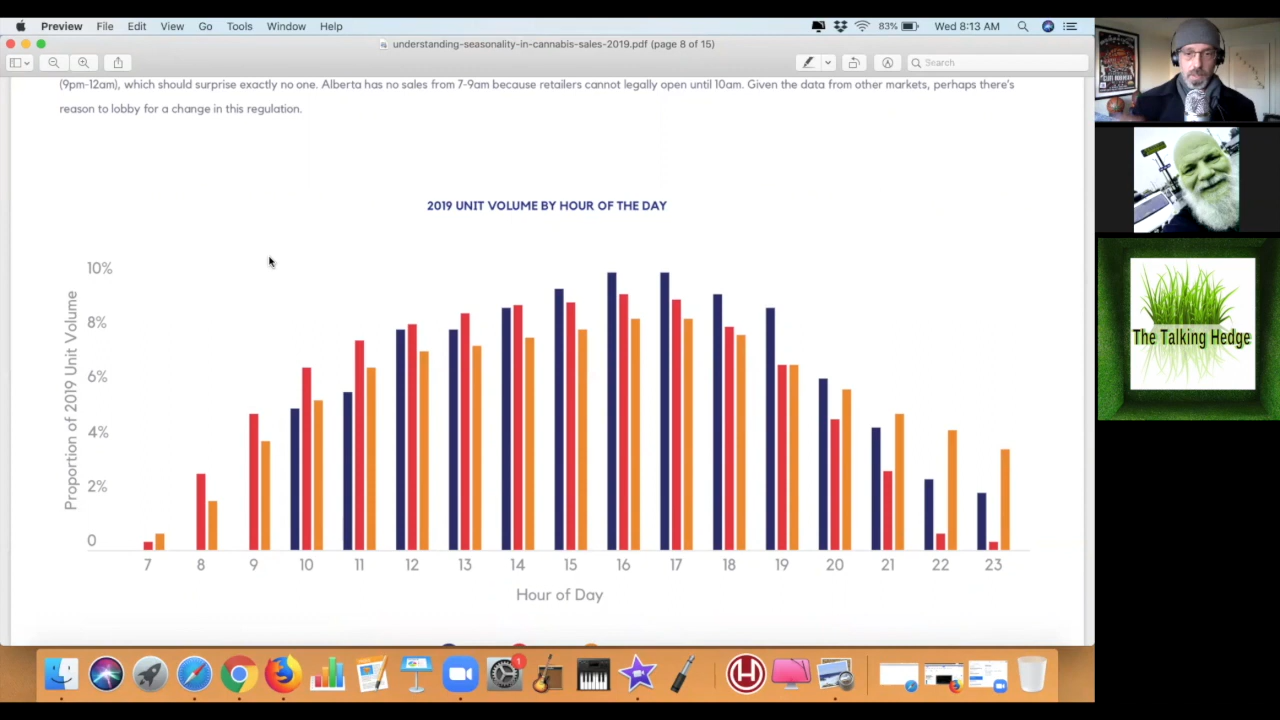 Preview File Edit View Go Tools Window Help 83% Wed 8:13 AM
understanding-seasonality-in-cannabis-sales-2019.pdf (page 8 of 15)
Search
(9pm-12am), which should surprise exactly no one. Alberta has no sales from 7-9am because retailers cannot legally open until 10am. Given the data from other markets, perhaps there's
reason to lobby for a change in this regulation.
2019 UNIT VOLUME BY HOUR OF THE DAY
Proportion of 2019 Unit Volume
10%
8%
6%
4%
2%
0
7 8 9 10 11 12 13 14 15 16 17 18 19 20 21 22 23
Hour of Day
The Talking Hedge
1